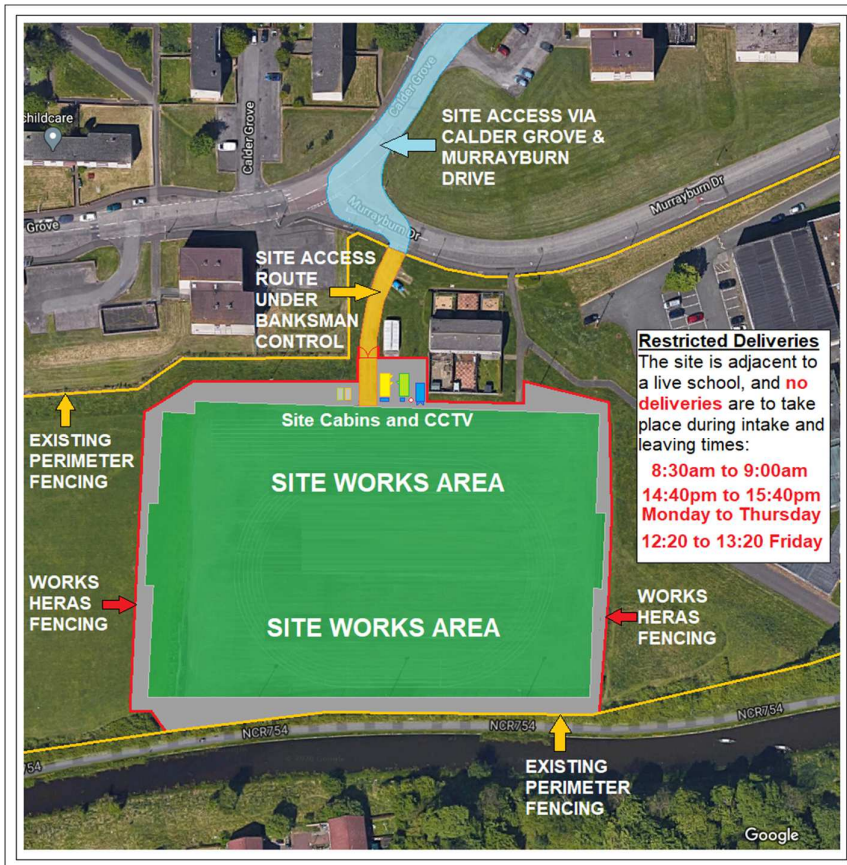 childcare
Calder Grove
Calder Grove
SITE ACCESS VIA
CALDER GROVE &
MURRAYBURN
DRIVE
Grove
Murrayburn Dr
Murrayburn Dr
SITE ACCESS
ROUTE
UNDER
BANKSMAN
CONTROL
Restricted Deliveries
The site is adjacent to
a live school, and no
deliveries are to take
place during intake and
leaving times:
8:30am to 9:00am
14:40pm to 15:40pm
Monday to Thursday
12:20 to 13:20 Friday
EXISTING
PERIMETER
FENCING
Site Cabins and CCTV
SITE WORKS AREA
WORKS
HERAS
FENCING
WORKS
HERAS
FENCING
SITE WORKS AREA
NCR754
NCR754
NCR754
754
EXISTING
PERIMETER
FENCING
Google